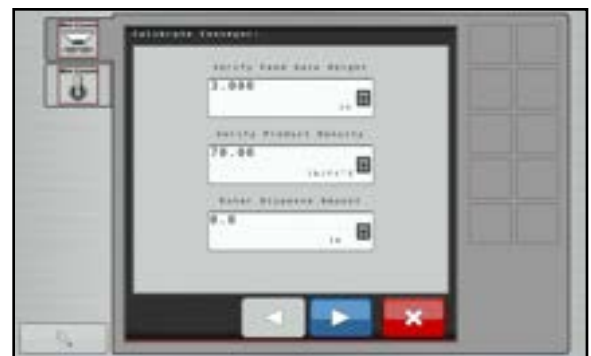 Calibrate Conveyor:
Verify Feed Gate Height
3.000
in
Verify Product Density
70.00
lb/ft^3
Enter Dispense Amount
0.0